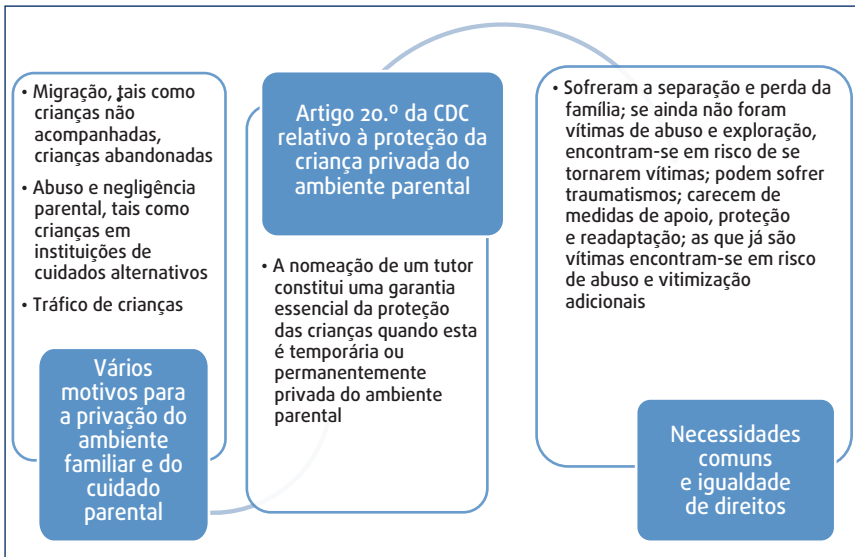 • Migração, tais como
crianças não
acompanhadas,
crianças abandonadas
• Abuso e negligência
parental, tais como
crianças em
instituições de
cuidados alternativos
• Tráfico de crianças
Vários
motivos para
a privação do
ambiente
familiar e do
cuidado
parental
Artigo 20.º da CDC
relativo à proteção da
criança privada do
ambiente parental
• A nomeação de um tutor
constitui uma garantia
essencial da proteção
das crianças quando esta
é temporária ou
permanentemente
privada do ambiente
parental
• Sofreram a separação e perda da
família; se ainda não foram
vítimas de abuso e exploração,
encontram-se em risco de se
tornarem vítimas; podem sofrer
traumatismos; carecem de
medidas de apoio, proteção
e readaptação; as que já são
vítimas encontram-se em risco
de abuso e vitimização
adicionais
Necessidades
comuns
e igualdade
de direitos